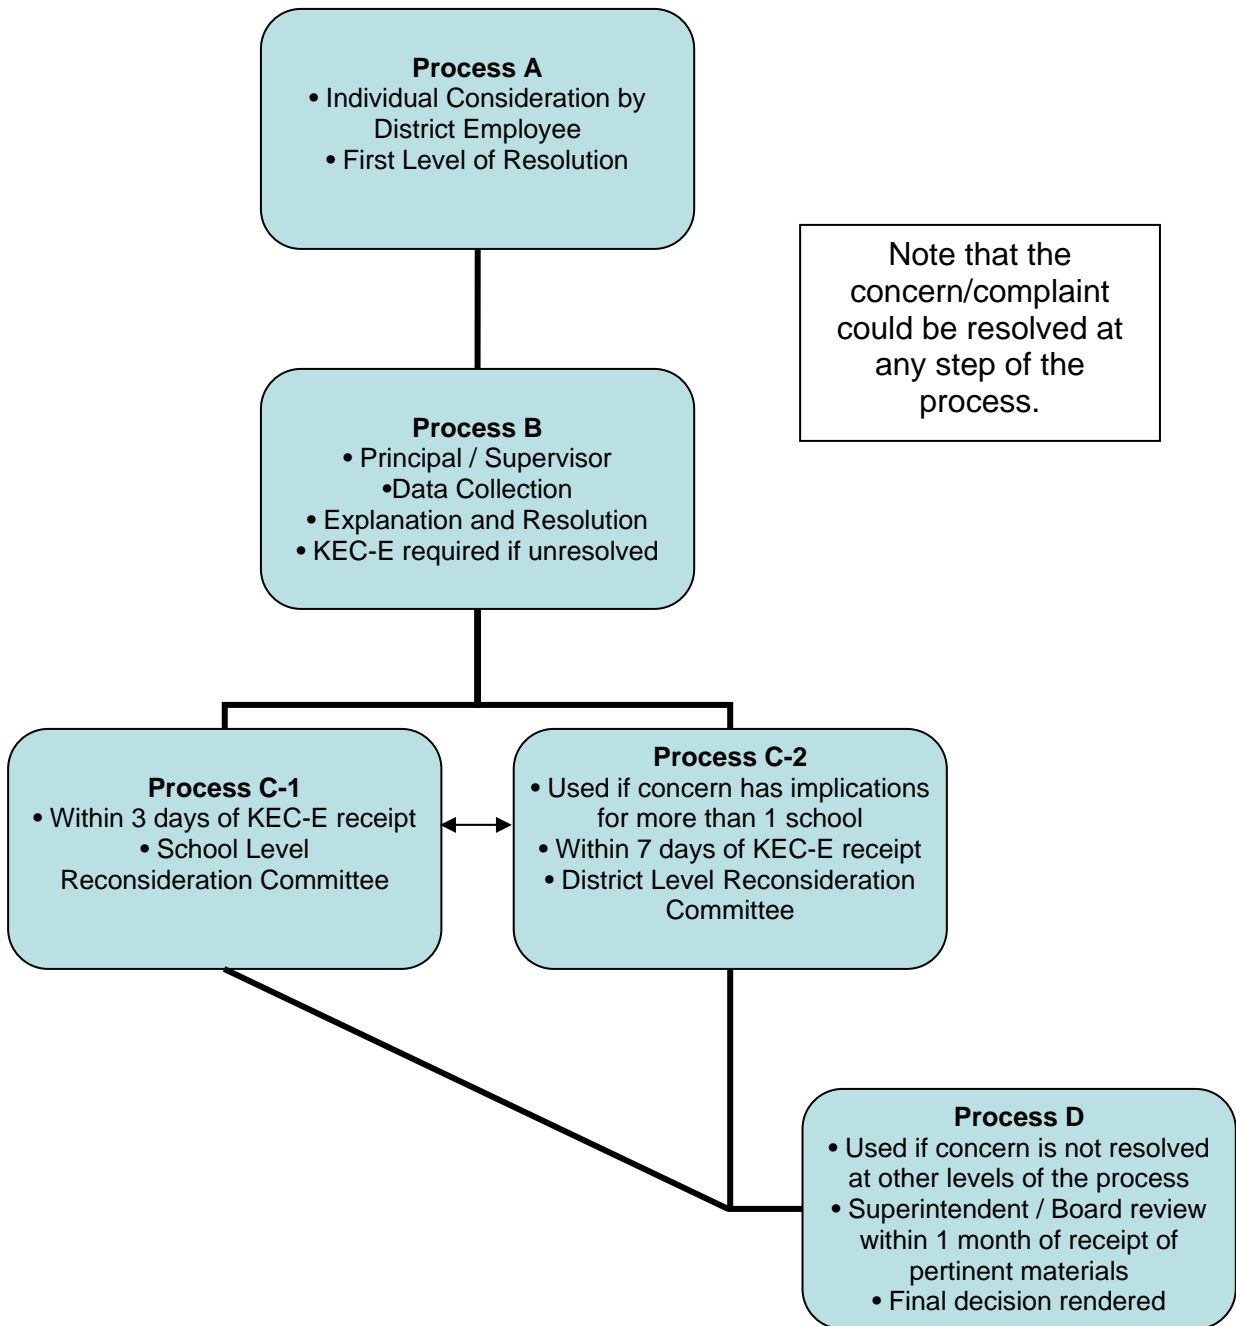 Process A
• Individual Consideration by
District Employee
• First Level of Resolution
Note that the
concern/complaint
could be resolved at
any step of the
process.
Process B
• Principal / Supervisor
•Data Collection
• Explanation and Resolution
• KEC-E required if unresolved
Process C-1
• Within 3 days of KEC-E receipt
• School Level
Reconsideration Committee
Process C-2
• Used if concern has implications
for more than 1 school
• Within 7 days of KEC-E receipt
• District Level Reconsideration
Committee
Process D
• Used if concern is not resolved
at other levels of the process
• Superintendent / Board review
within 1 month of receipt of
pertinent materials
• Final decision rendered